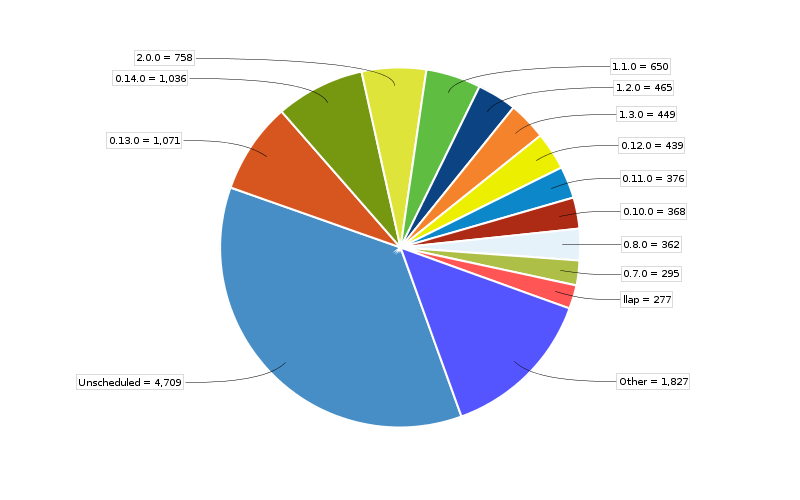 2.0.0 = 758
0.14.0 = 1,036
0.13.0 = 1,071
Unscheduled = 4,709
1.1.0 = 650
1.2.0 = 465
1.3.0 = 449
0.12.0 = 439
0.11.0 = 376
0.10.0 = 368
0.8.0 = 362
0.7.0 = 295
llap = 277
Other = 1,827